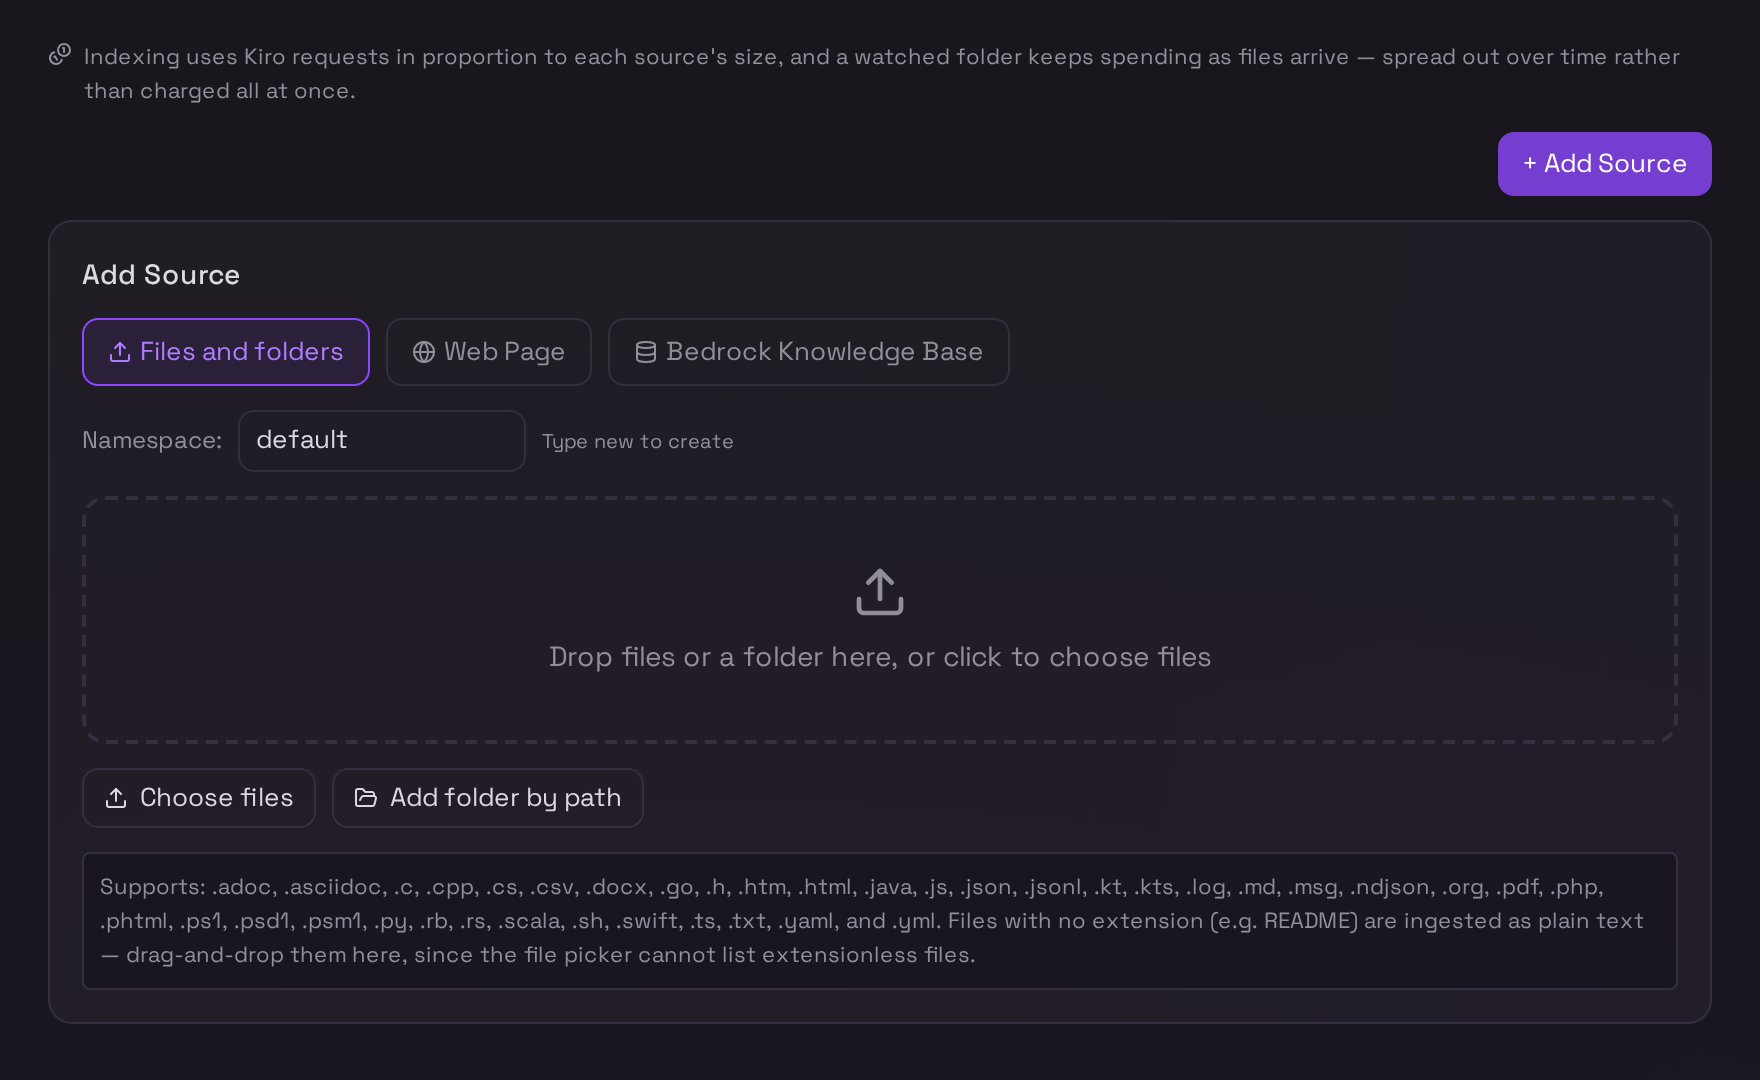 Indexing uses Kiro requests in proportion to each source's size, and a watched folder keeps spending as files arrive — spread out over time rather
than charged all at once.
+ Add Source
Add Source
Files and folders
Web Page
Bedrock Knowledge Base
Namespace:
default
Type new to create
Drop files or a folder here, or click to choose files
Choose files
Add folder by path
Supports: .adoc, .asciidoc, .c, .cpp, .cs, .csv, .docx, .go, .h, .htm, .html, .java, .js, .json, .jsonl, .kt, .kts, .log, .md, .msg, .ndjson, .org, .pdf, .php,
.phtml, .ps1, .psd1, .psm1, .py, .rb, .rs, .scala, .sh, .swift, .ts, .txt, .yaml, and .yml. Files with no extension (e.g. README) are ingested as plain text
— drag-and-drop them here, since the file picker cannot list extensionless files.